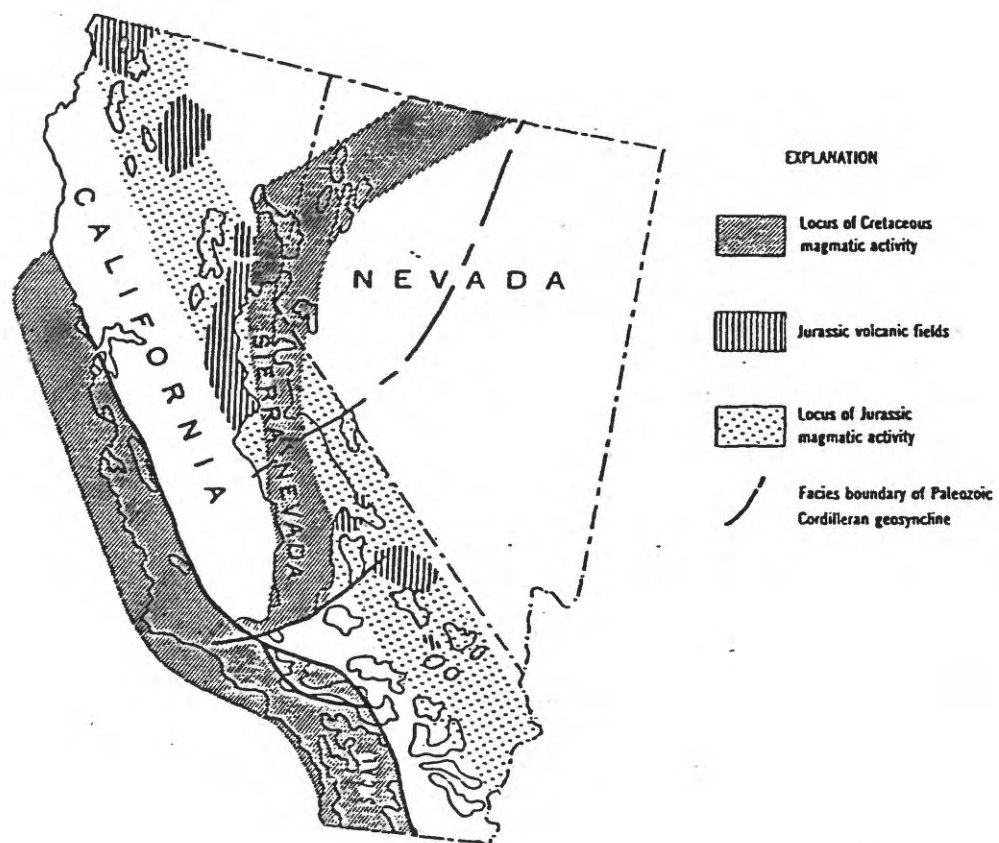 CALIFORNIA
NEVADA
SIERRA NEVADA
EXPLANATION
Locus of Cretaceous
magmatic activity
Jurassic volcanic fields
Locus of Jurassic
magmatic activity
Facies boundary of Paleozoic
Cordilleran geosyncline